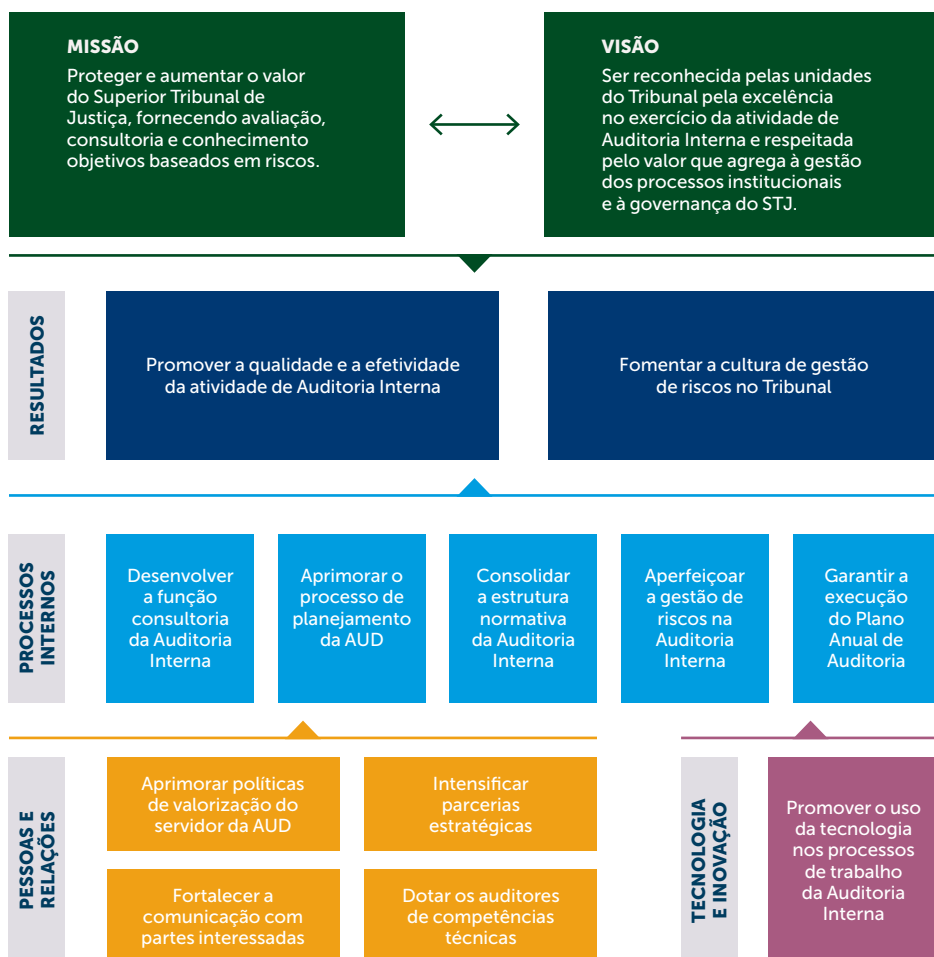 MISSÃO
Proteger e aumentar o valor
do Superior Tribunal de
Justiça, fornecendo avaliação,
consultoria e conhecimento
objetivos baseados em riscos.
VISÃO
Ser reconhecida pelas unidades
do Tribunal pela excelência
no exercício da atividade de
Auditoria Interna e respeitada
pelo valor que agrega à gestão
dos processos institucionais
e à governança do STJ.
RESULTADOS
Promover a qualidade e a efetividade
da atividade de Auditoria Interna
Fomentar a cultura de gestão
de riscos no Tribunal
PROCESSOS
INTERNOS
Desenvolver
a função
consultoria
da Auditoria
Interna
Aprimorar o
processo de
planejamento
da AUD
Consolidar
a estrutura
normativa
da Auditoria
Interna
Aperfeiçoar
a gestão de
riscos na
Auditoria
Interna
Garantir a
execução
do Plano
Anual de
Auditoria
PESSOAS E
RELAÇÕES
Aprimorar políticas
de valorização do
servidor da AUD
Intensificar
parcerias
estratégicas
Fortalecer a
comunicação com
partes interessadas
Dotar os auditores
de competências
técnicas
TECNOLOGIA
E INOVAÇÃO
Promover o uso
da tecnologia
nos processos
de trabalho
da Auditoria
Interna